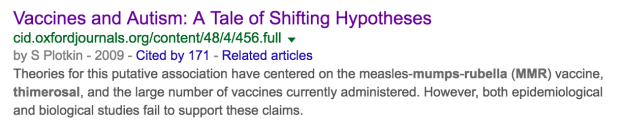 Vaccines and Autism: A Tale of Shifting Hypotheses
cid.oxfordjournals.org/content/48/4/456.full
by S Plotkin - 2009 - Cited by 171 - Related articles
Theories for this putative association have centered on the measles-mumps-rubella (MMR) vaccine,
thimerosal, and the large number of vaccines currently administered. However, both epidemiological
and biological studies fail to support these claims.